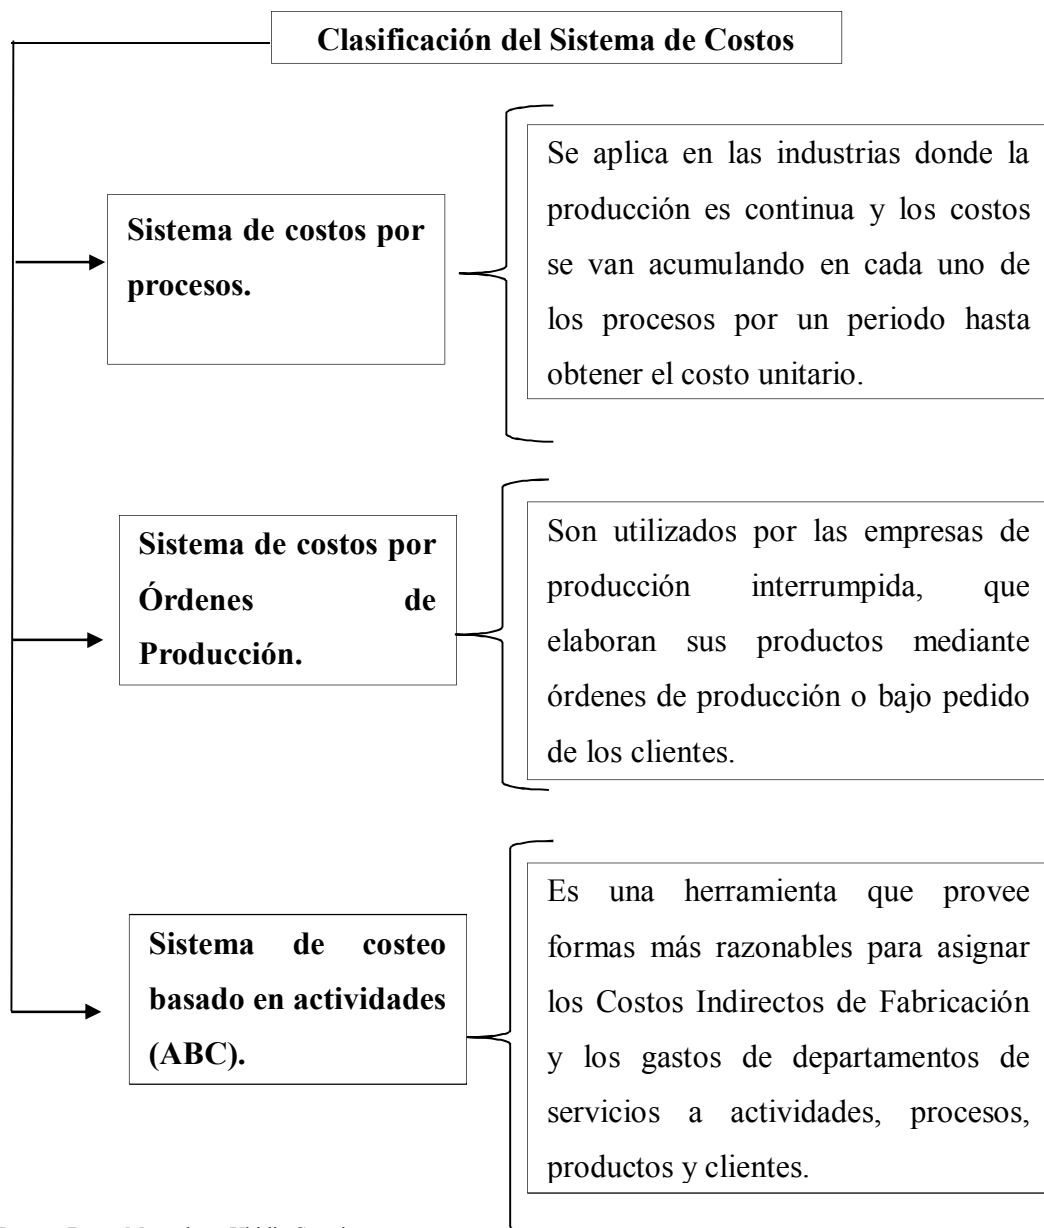 Clasificación del Sistema de Costos
Sistema de costos por
procesos.
Se aplica en las industrias donde la
producción es continua y los costos
se van acumulando en cada uno de
los procesos por un periodo hasta
obtener el costo unitario.
Sistema de costos por
Órdenes de
Producción.
Son utilizados por las empresas de
producción interrumpida, que
elaboran sus productos mediante
órdenes de producción o bajo pedido
de los clientes.
Sistema de costeo
basado en actividades
(ABC).
Es una herramienta que provee
formas más razonables para asignar
los Costos Indirectos de Fabricación
y los gastos de departamentos de
servicios a actividades, procesos,
productos y clientes.